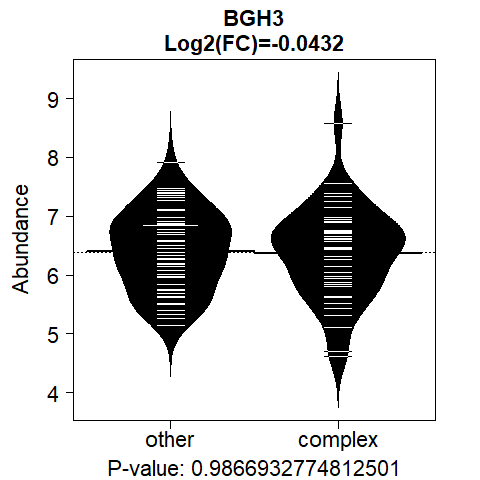 BGH3
Log2(FC)=-0.0432
Abundance
9
8
7
6
5
4
other complex
P-value: 0.9866932774812501